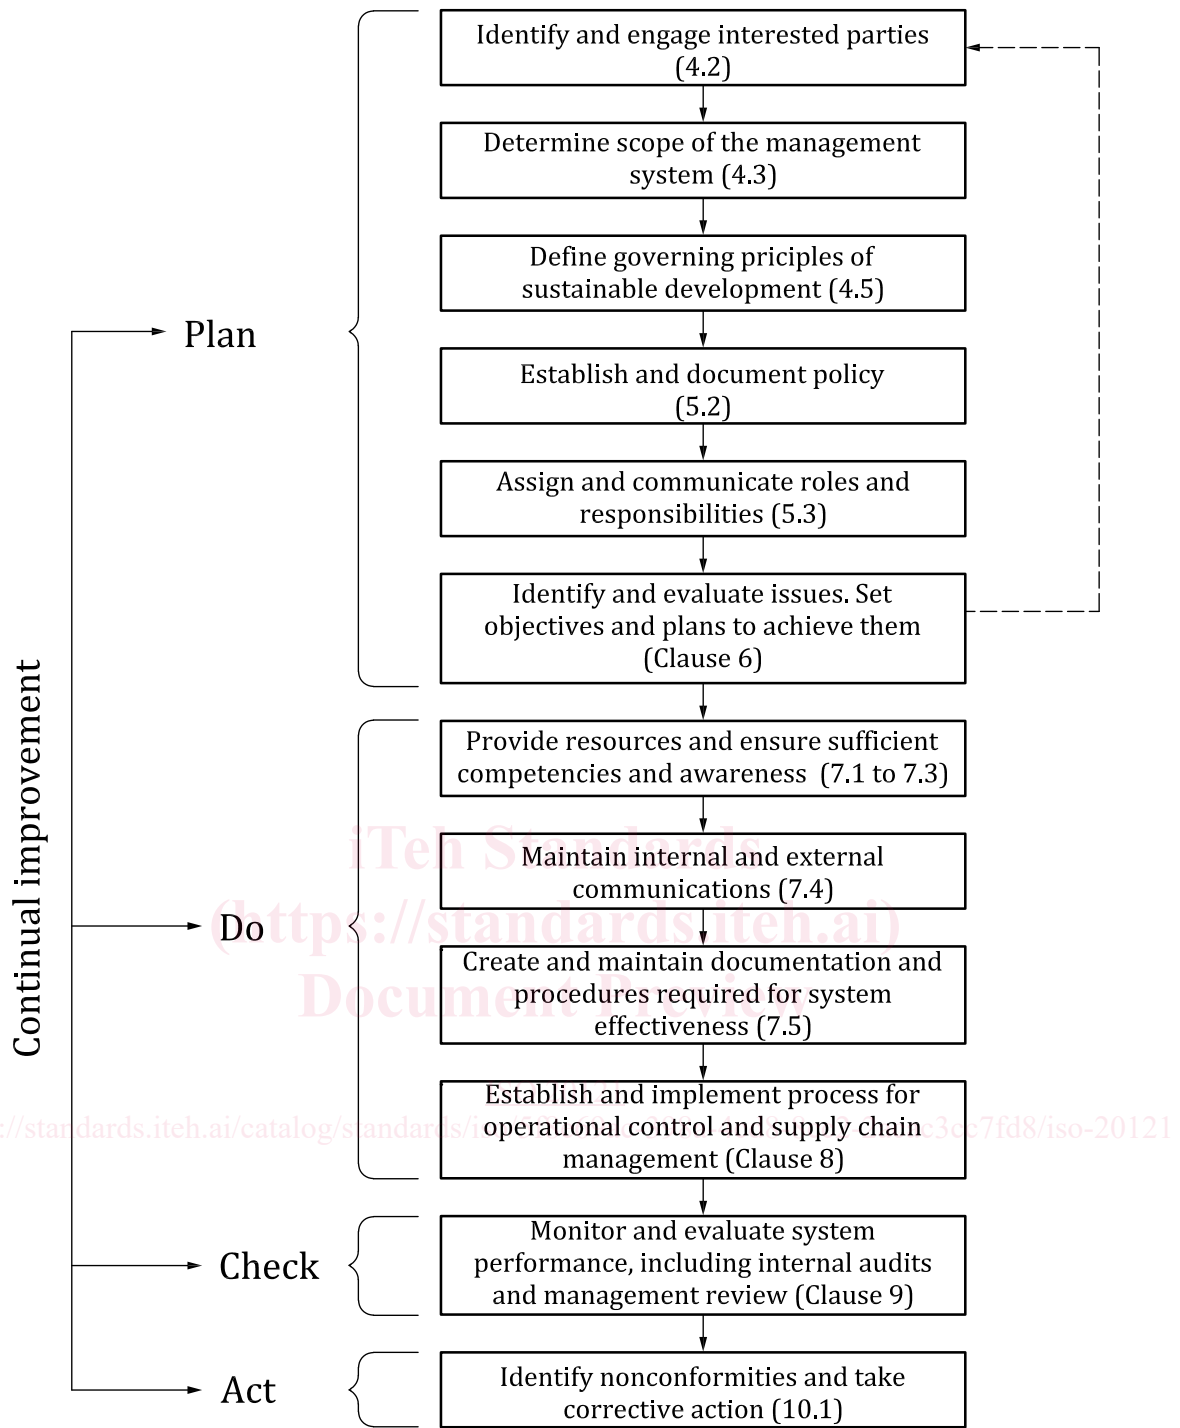 Identify and engage interested parties
(4.2)
Determine scope of the management
system (4.3)
Define governing priciples of
sustainable development (4.5)
Plan
Establish and document policy
(5.2)
Assign and communicate roles and
responsibilities (5.3)
Identify and evaluate issues. Set
objectives and plans to achieve them
(Clause 6)
Continual improvement
Provide resources and ensure sufficient
competencies and awareness (7.1 to 7.3)
iTeh Standards
Maintain internal and external
communications (7.4)
Do
(https://standards.iteh.ai)
Create and maintain documentation and
procedures required for system
effectiveness (7.5)
Document Preview
Establish and implement process for
operational control and supply chain
management (Clause 8)
Check
Monitor and evaluate system
performance, including internal audits
and management review (Clause 9)
Act
Identify nonconformities and take
corrective action (10.1)